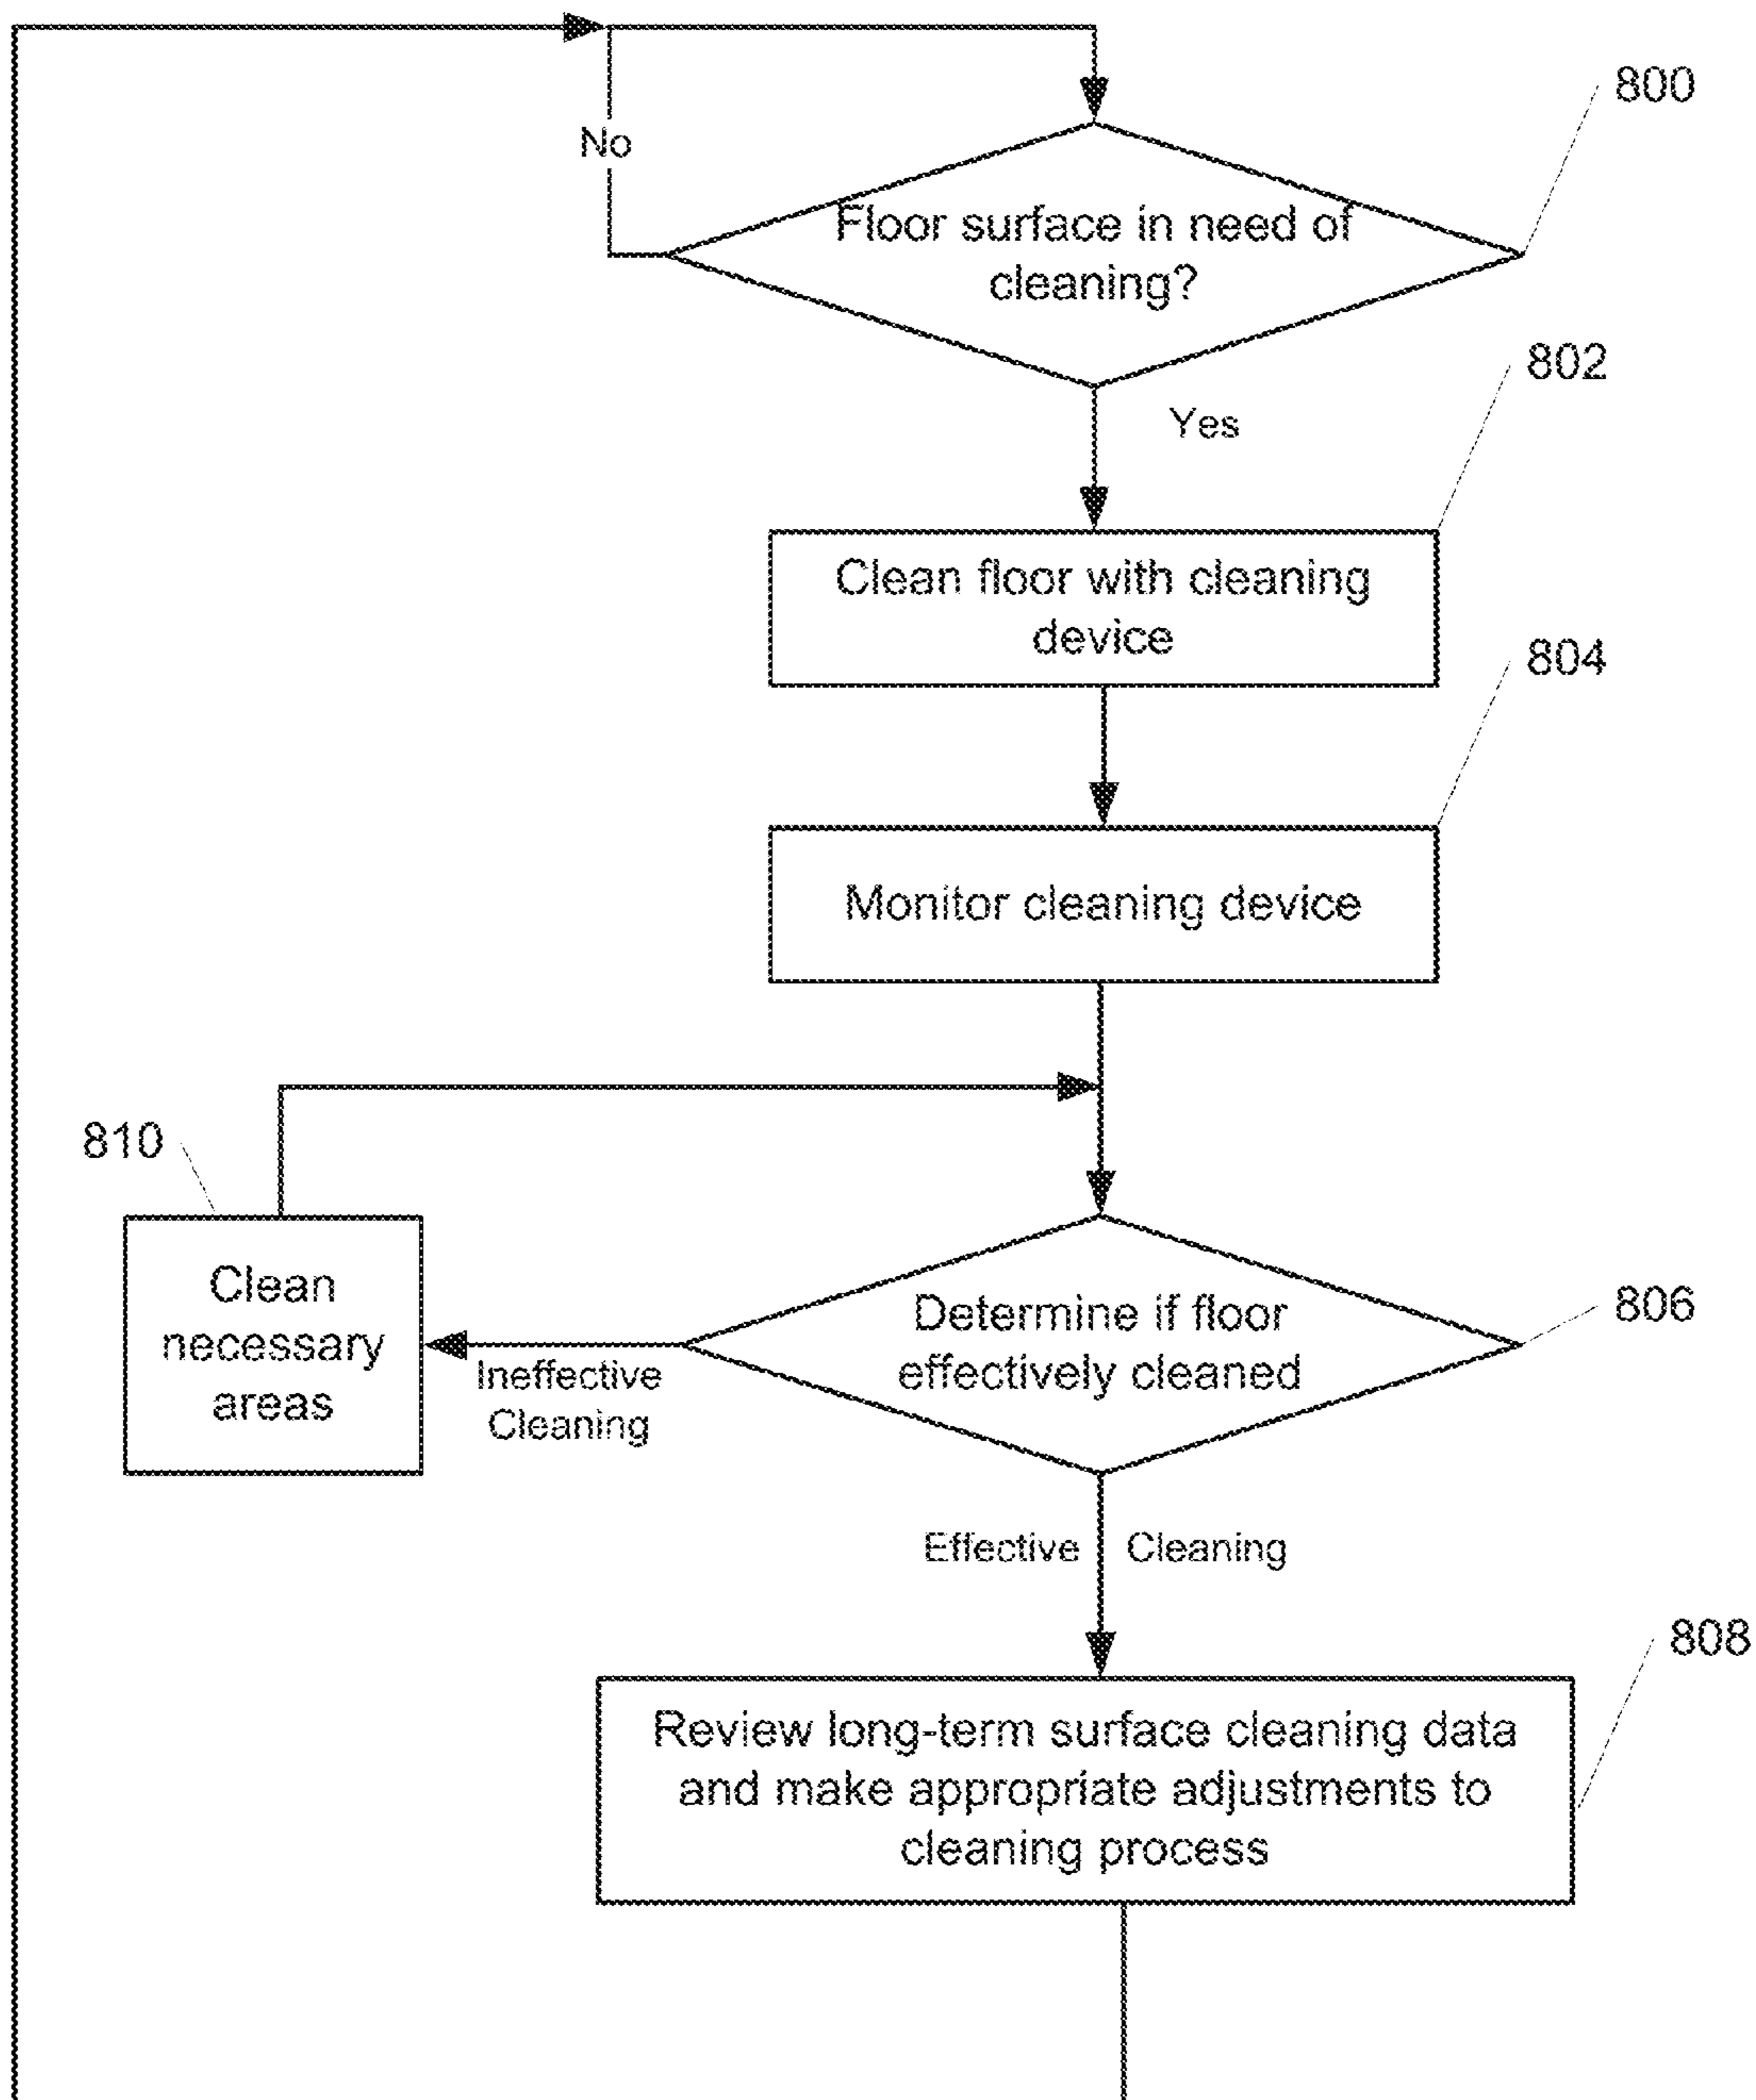 800
No
Floor surface in need of
cleaning?
802
Yes
Clean floor with cleaning
device
804
Monitor cleaning device
810
Clean
necessary
areas
Determine if floor
effectively cleaned
806
Ineffective
Cleaning
Effective Cleaning
808
Review long-term surface cleaning data
and make appropriate adjustments to
cleaning process